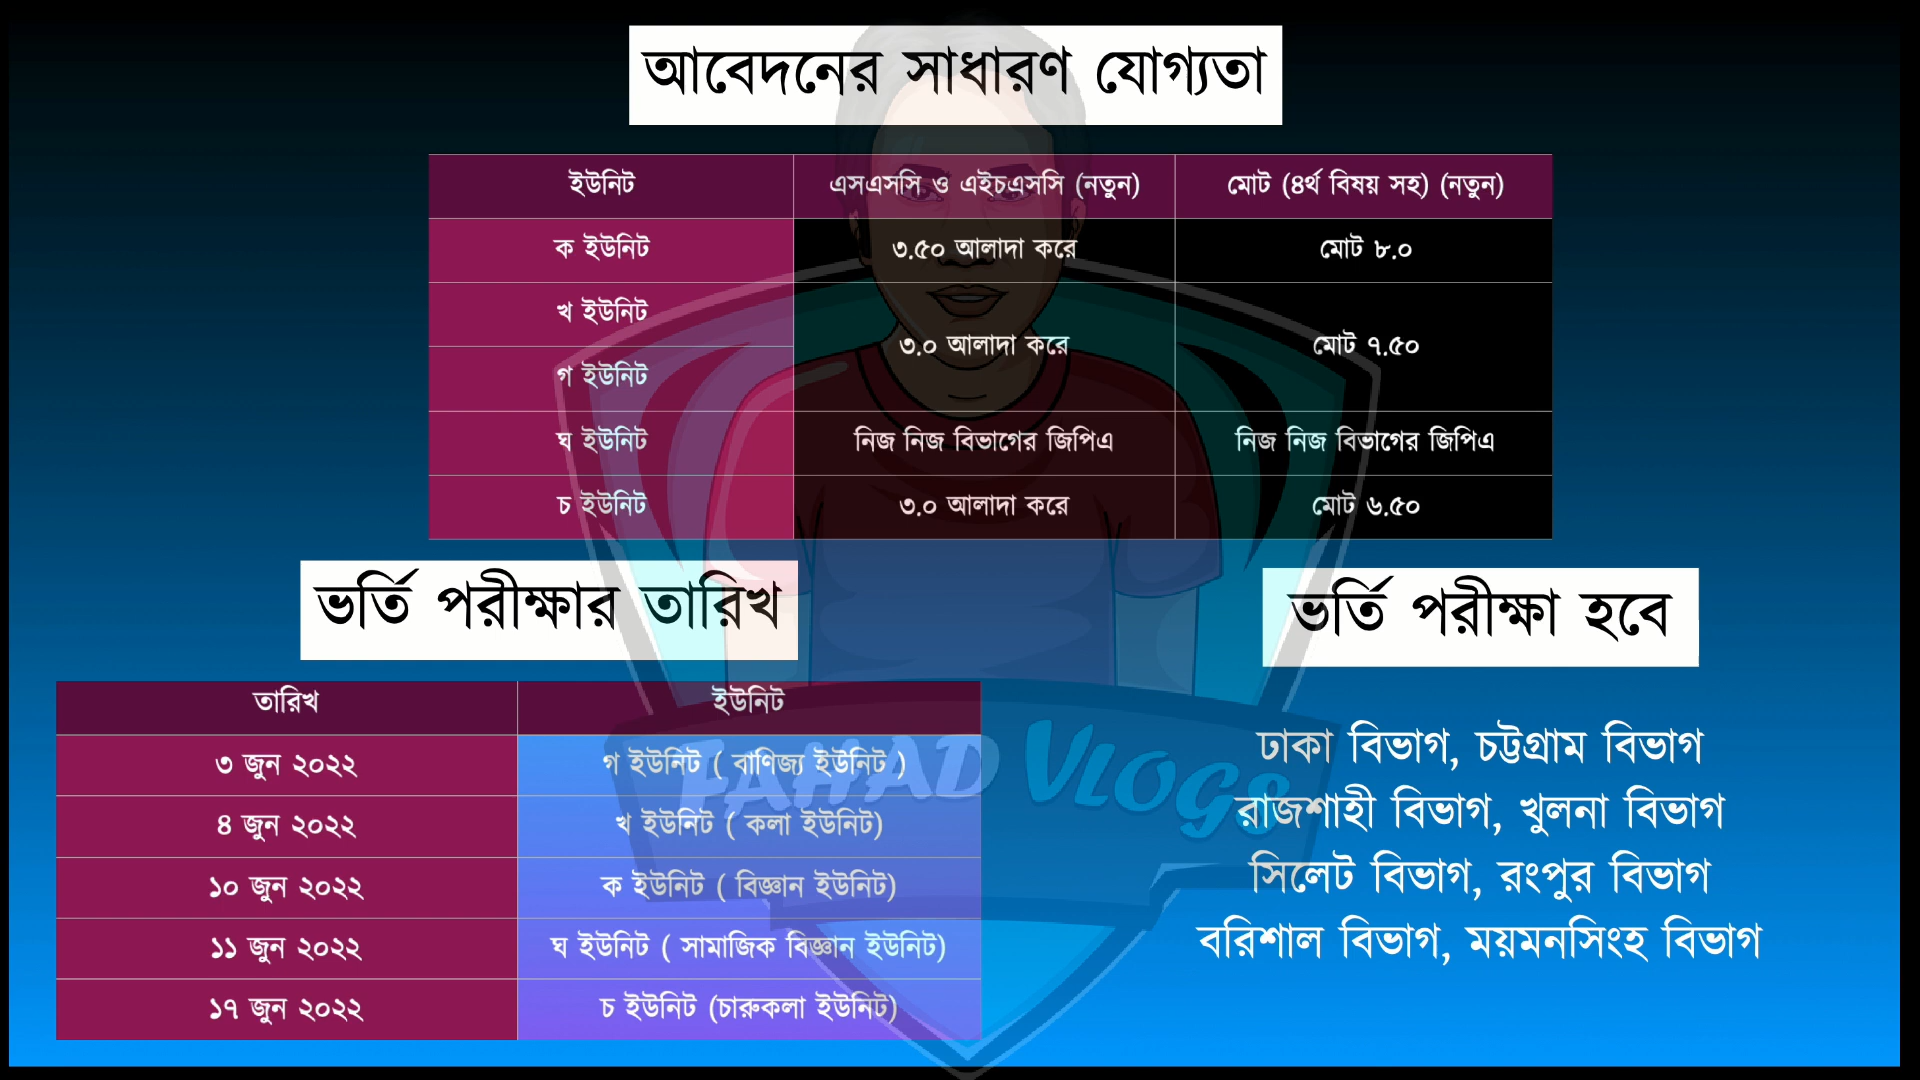 আবেদনের সাধারণ যোগ্যতা
ইউনিট এসএসসি ও এইচএসসি (নতুন) মোট (৪র্থ বিষয় সহ) (নতুন)
ক ইউনিট ৩.৫০ আলাদা করে মোট ৮.০
খ ইউনিট
৩.০ আলাদা করে মোট ৭.৫০
গ ইউনিট
ঘ ইউনিট নিজ নিজ বিভাগের জিপিএ নিজ নিজ বিভাগের জিপিএ
চ ইউনিট ৩.০ আলাদা করে মোট ৬.৫০
ভর্তি পরীক্ষার তারিখ
তারিখ ইউনিট
৩ জুন ২০২২ গ ইউনিট ( বাণিজ্য ইউনিট )
৪ জুন ২০২২ খ ইউনিট ( কলা ইউনিট)
১০ জুন ২০২২ ক ইউনিট ( বিজ্ঞান ইউনিট)
১১ জুন ২০২২ ঘ ইউনিট ( সামাজিক বিজ্ঞান ইউনিট)
১৭ জুন ২০২২ চ ইউনিট (চারুকলা ইউনিট)
ভর্তি পরীক্ষা হবে
ঢাকা বিভাগ, চট্টগ্রাম বিভাগ
রাজশাহী বিভাগ, খুলনা বিভাগ
সিলেট বিভাগ, রংপুর বিভাগ
বরিশাল বিভাগ, ময়মনসিংহ বিভাগ
FAHAD VLOGS